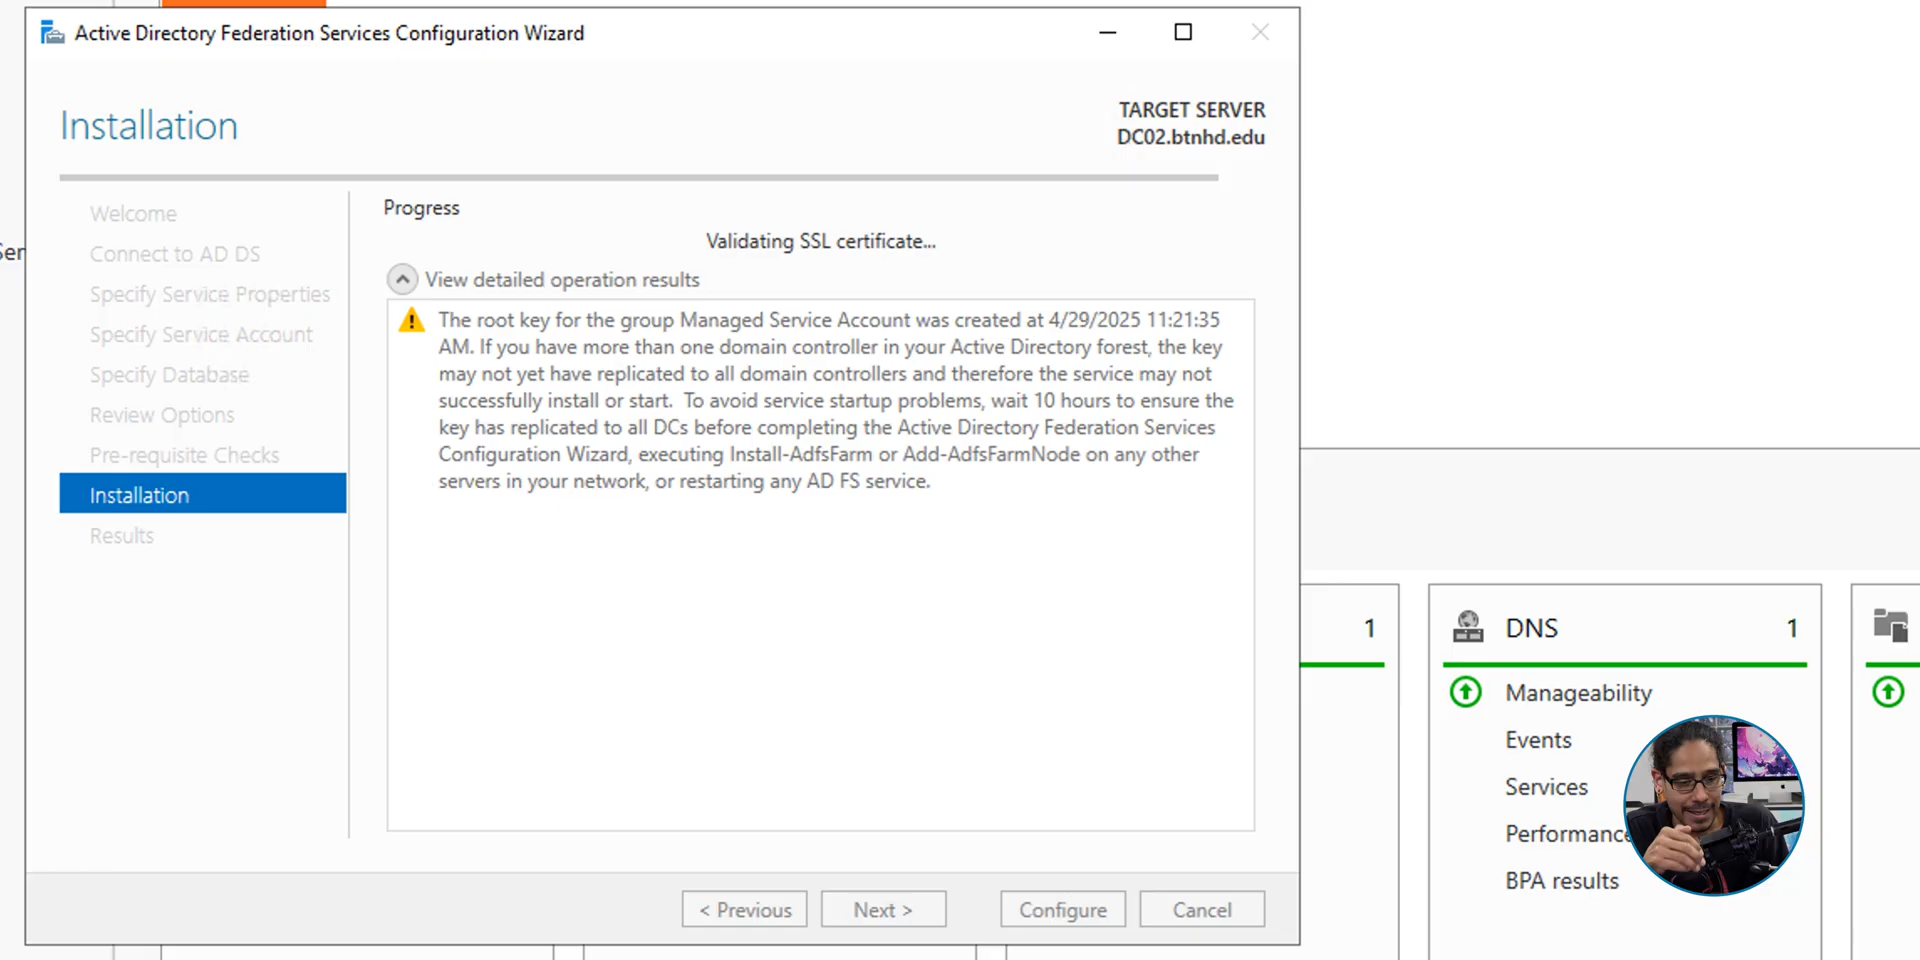 Active Directory Federation Services Configuration Wizard
Installation
TARGET SERVER
DC02.btnhd.edu
Welcome
Connect to AD DS
Specify Service Properties
Specify Service Account
Specify Database
Review Options
Pre-requisite Checks
Installation
Results
Progress
Validating SSL certificate...
View detailed operation results
The root key for the group Managed Service Account was created at 4/29/2025 11:21:35
AM. If you have more than one domain controller in your Active Directory forest, the key
may not yet have replicated to all domain controllers and therefore the service may not
successfully install or start.  To avoid service startup problems, wait 10 hours to ensure the
key has replicated to all DCs before completing the Active Directory Federation Services
Configuration Wizard, executing Install-AdfsFarm or Add-AdfsFarmNode on any other
servers in your network, or restarting any AD FS service.
< Previous
Next >
Configure
Cancel
1
DNS 1
Manageability
Events
Services
Performance
BPA results